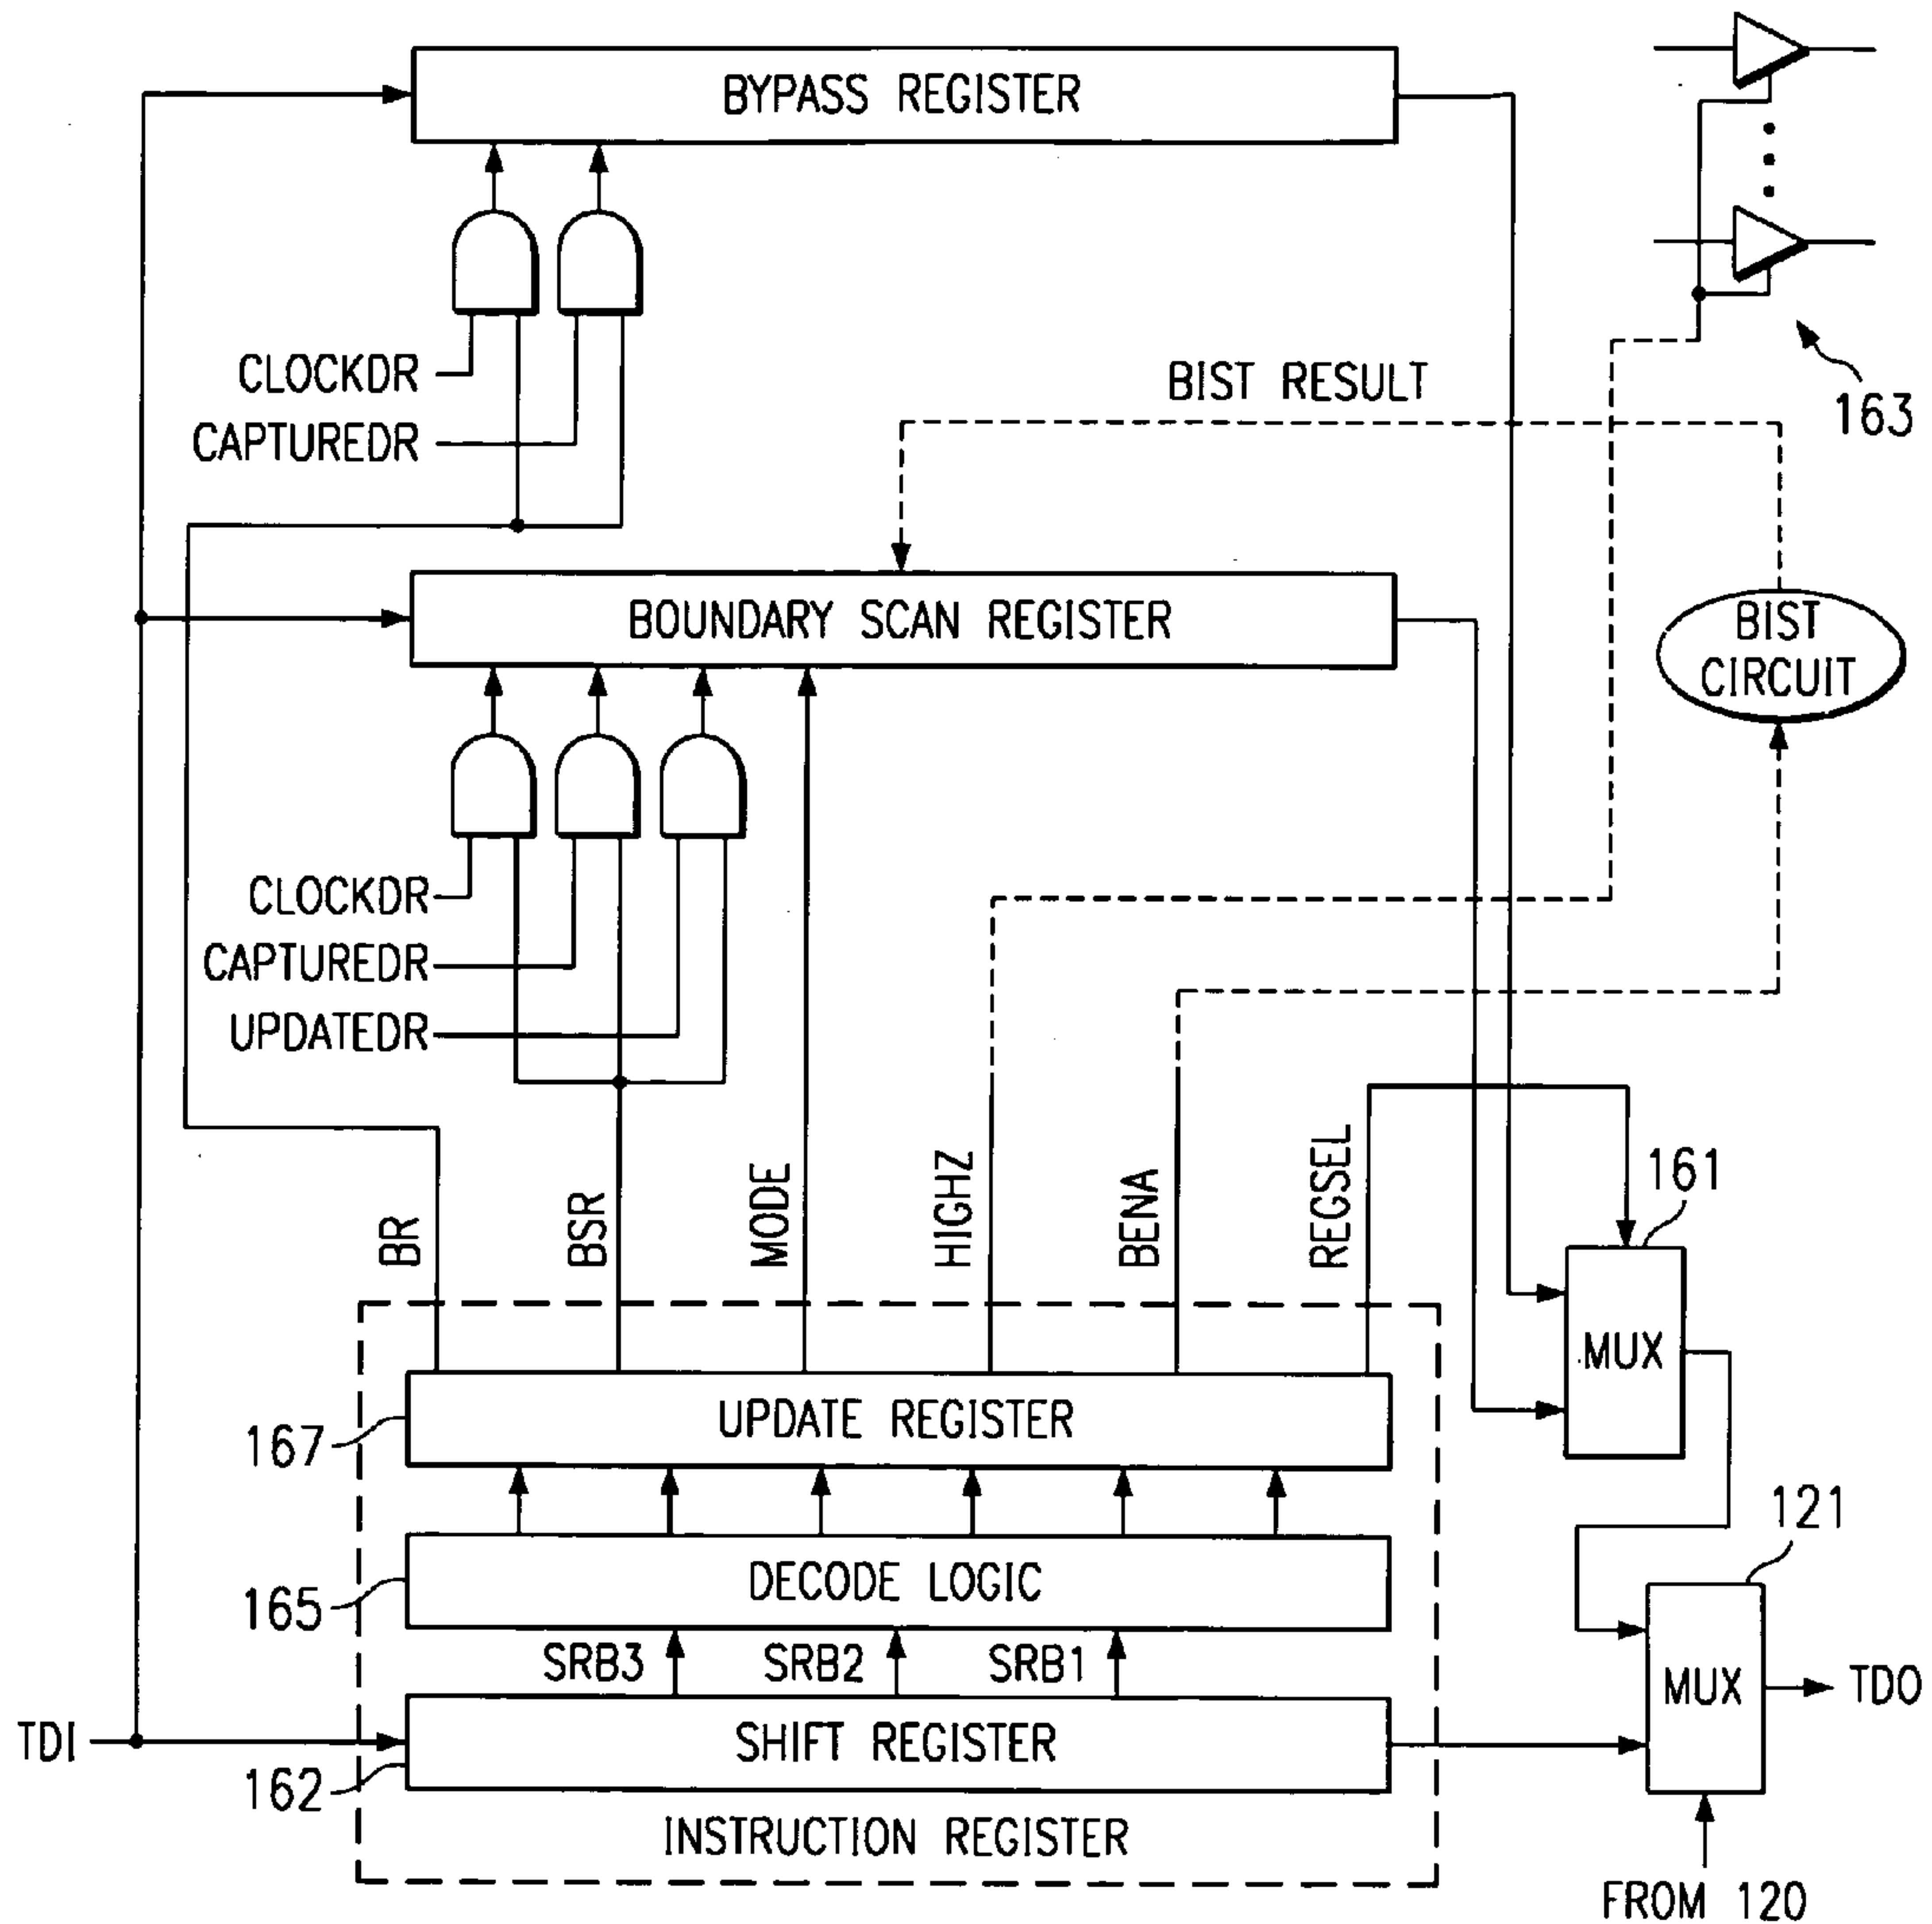 BYPASS REGISTER
CLOCKDR
CAPTUREDR
BIST RESULT
163
BOUNDARY SCAN REGISTER
BIST
CIRCUIT
CLOCKDR
CAPTUREDR
UPDATEDR
BR
BSR
MODE
HIGHZ
BENA
REGSEL
161
MUX
UPDATE REGISTER
167
121
DECODE LOGIC
165
SRB3
SRB2
SRB1
MUX
TDO
TDI
SHIFT REGISTER
162
INSTRUCTION REGISTER
FROM 120